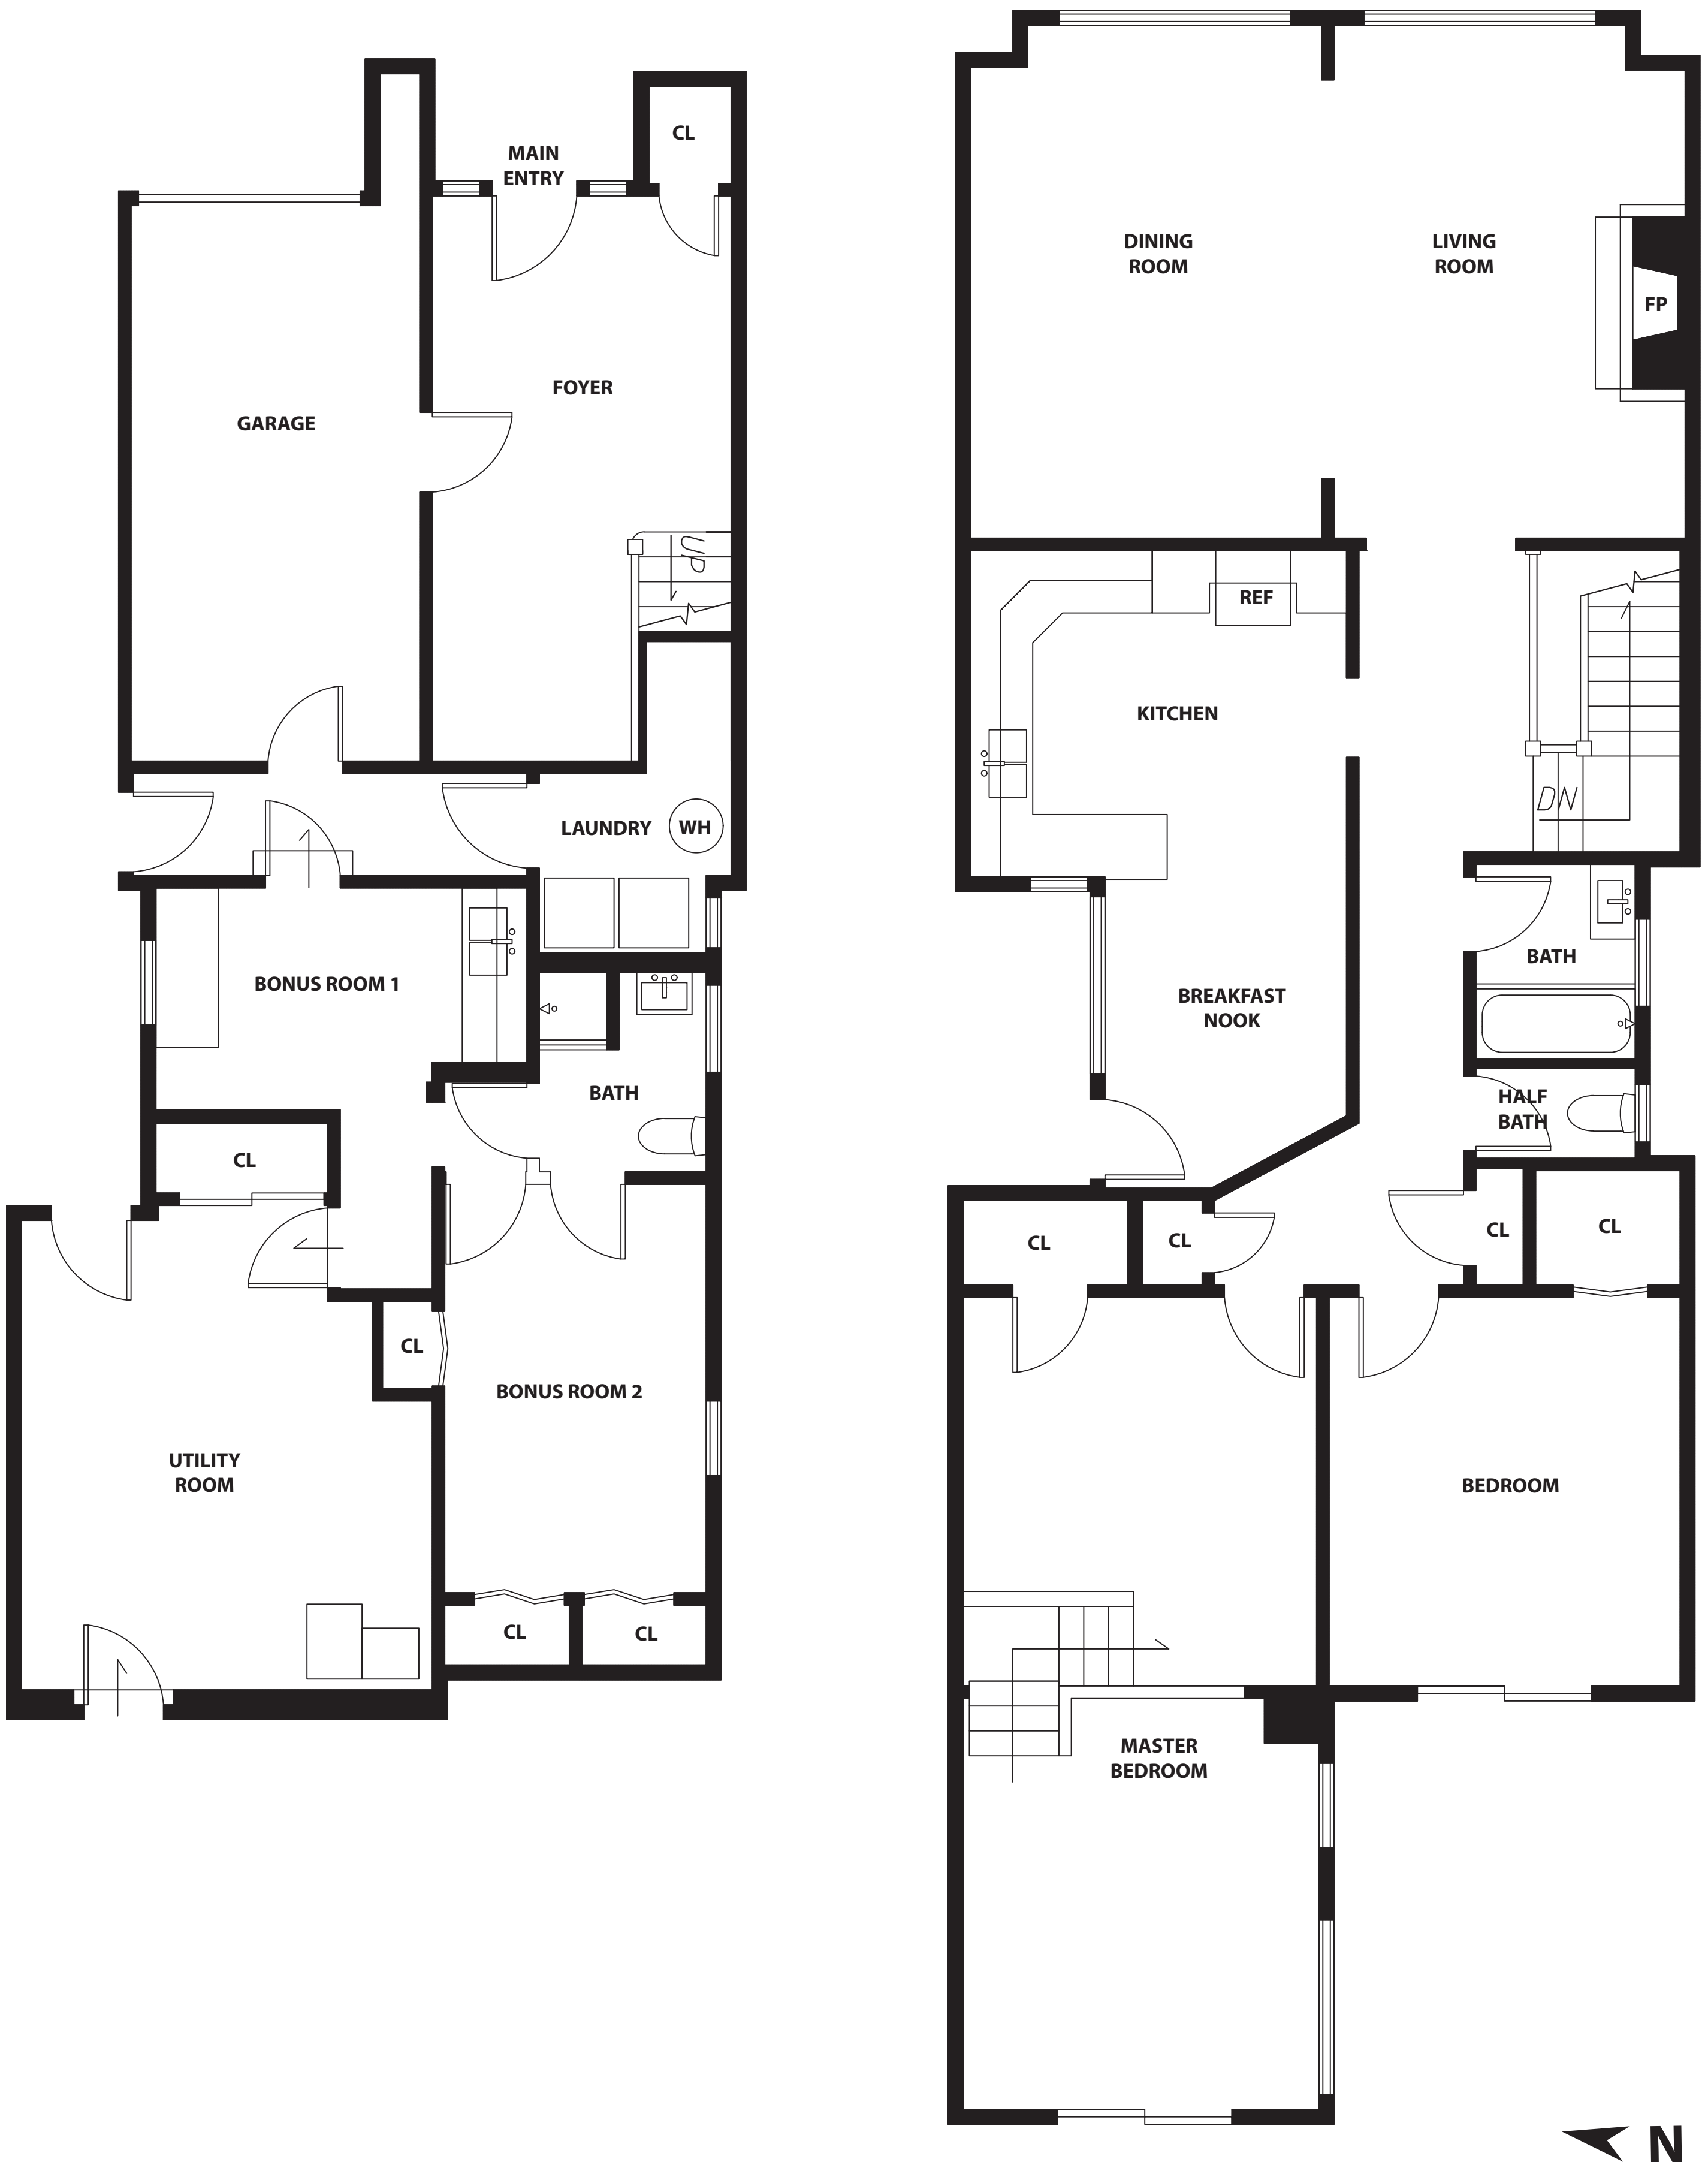 CL
MAIN
ENTRY
FOYER
GARAGE
UP
LAUNDRY
WH
BONUS ROOM 1
BATH
CL
CL
BONUS ROOM 2
UTILITY
ROOM
CL
CL
DINING
ROOM
LIVING
ROOM
FP
REF
KITCHEN
DN
BATH
BREAKFAST
NOOK
HALF
BATH
CL
CL
CL
CL
BEDROOM
MASTER
BEDROOM
N